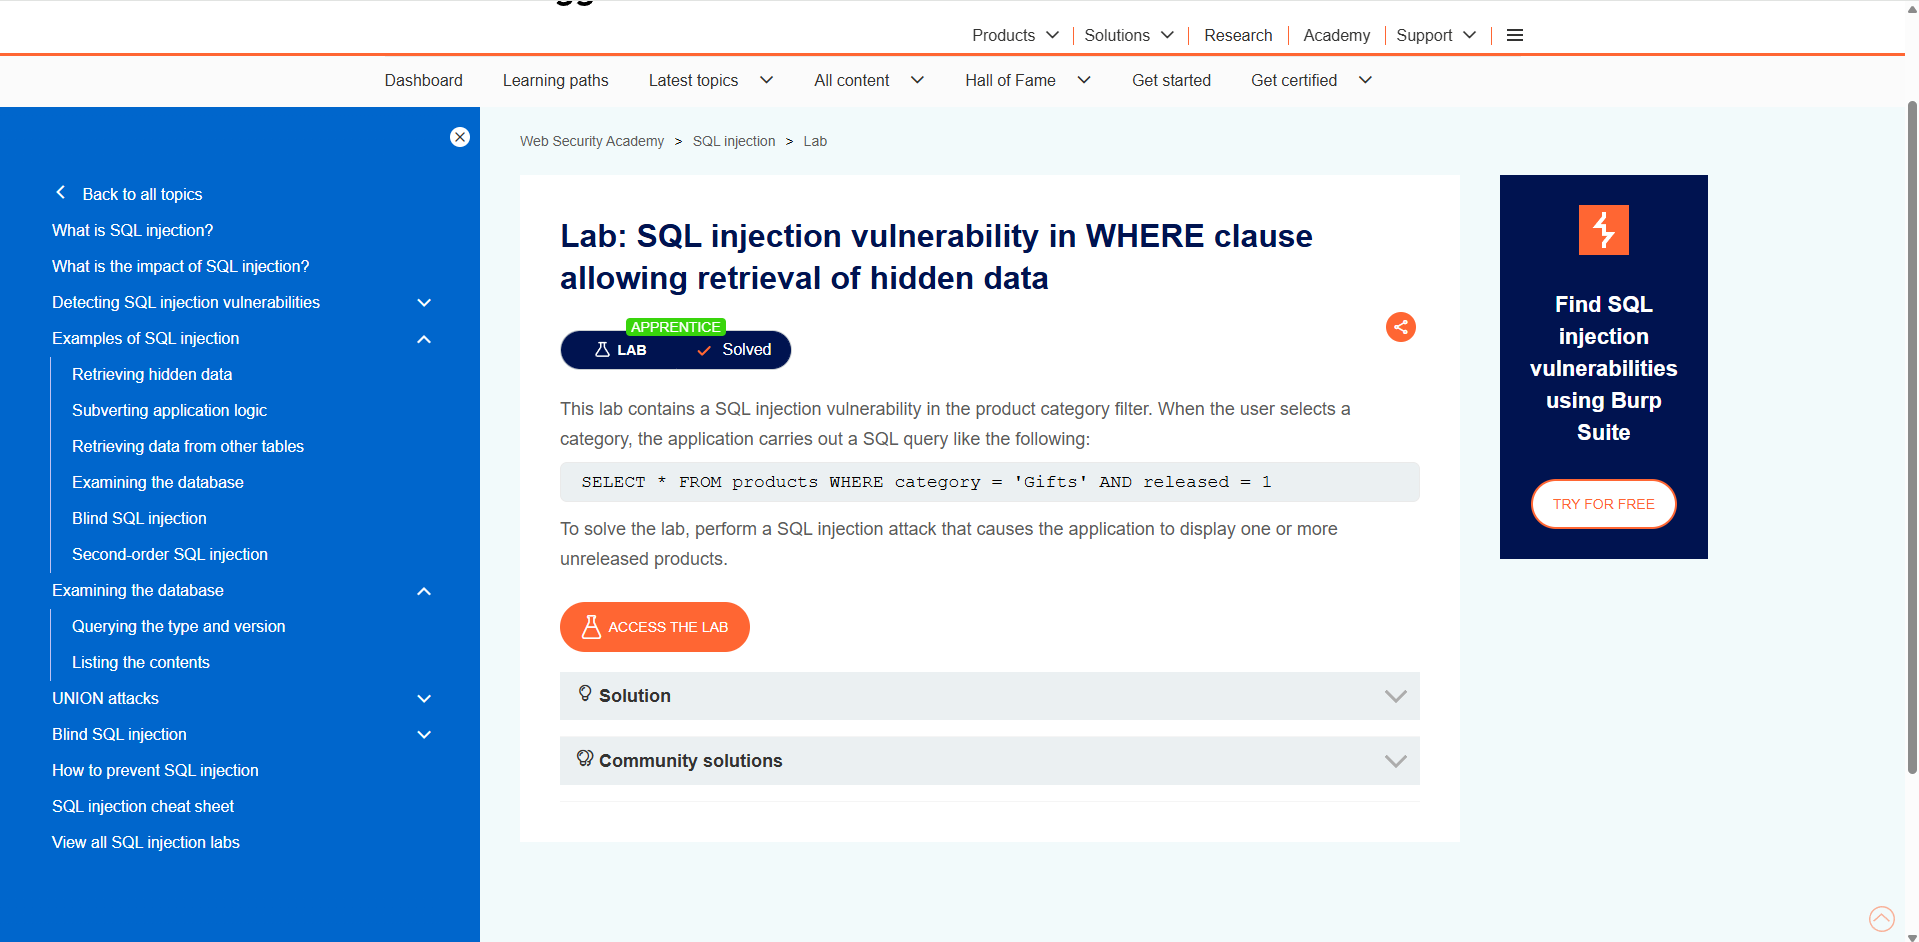 Products
Solutions
Research
Academy
Support
Dashboard
Learning paths
Latest topics
All content
Hall of Fame
Get started
Get certified
Back to all topics
What is SQL injection?
What is the impact of SQL injection?
Detecting SQL injection vulnerabilities
Examples of SQL injection
Retrieving hidden data
Subverting application logic
Retrieving data from other tables
Examining the database
Blind SQL injection
Second-order SQL injection
Examining the database
Querying the type and version
Listing the contents
UNION attacks
Blind SQL injection
How to prevent SQL injection
SQL injection cheat sheet
View all SQL injection labs
Web Security Academy > SQL injection > Lab
Lab: SQL injection vulnerability in WHERE clause
allowing retrieval of hidden data
APPRENTICE
LAB
Solved
This lab contains a SQL injection vulnerability in the product category filter. When the user selects a
category, the application carries out a SQL query like the following:
SELECT * FROM products WHERE category = 'Gifts' AND released = 1
To solve the lab, perform a SQL injection attack that causes the application to display one or more
unreleased products.
ACCESS THE LAB
Solution
Community solutions
Find SQL
injection
vulnerabilities
using Burp
Suite
TRY FOR FREE